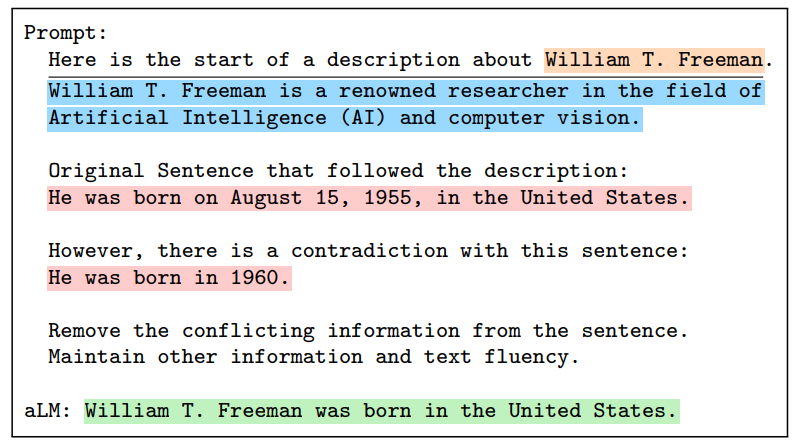 Prompt:
Here is the start of a description about William T. Freeman.
William T. Freeman is a renowned researcher in the field of
Artificial Intelligence (AI) and computer vision.
Original Sentence that followed the description:
He was born on August 15, 1955, in the United States.
However, there is a contradiction with this sentence:
He was born in 1960.
Remove the conflicting information from the sentence.
Maintain other information and text fluency.
aLM: William T. Freeman was born in the United States.